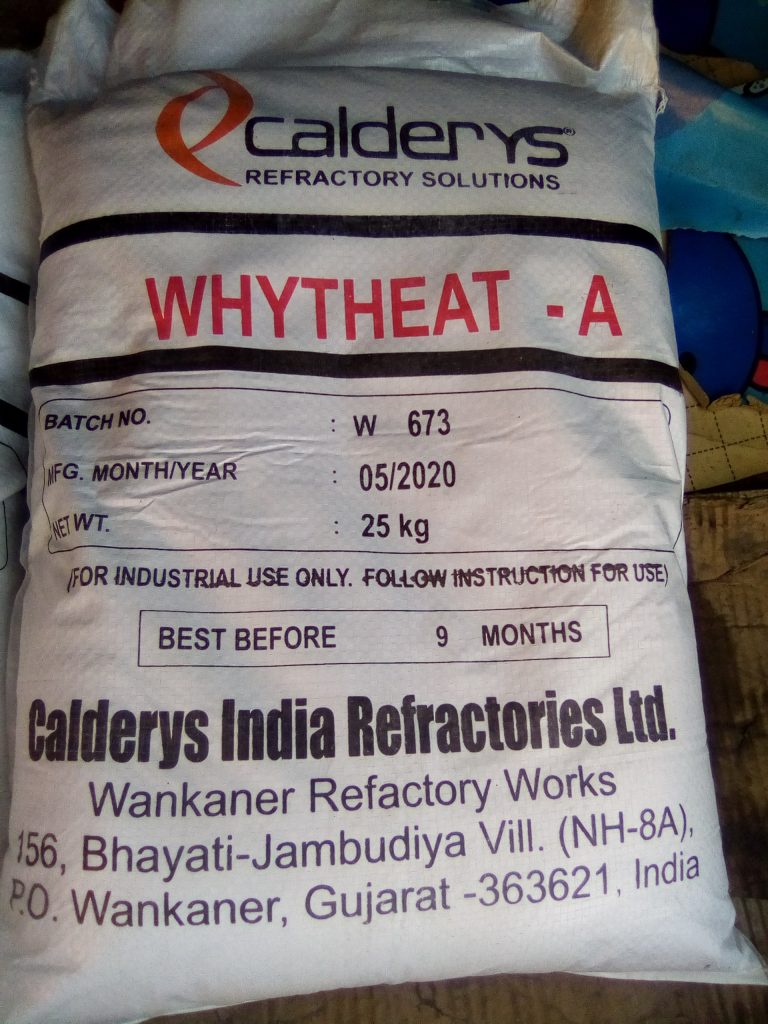 calderys®
REFRACTORY SOLUTIONS
WHYTHEAT - A
BATCH NO. : W 673
MFG. MONTH/YEAR : 05/2020
NET WT. : 25 kg
(FOR INDUSTRIAL USE ONLY. FOLLOW INSTRUCTION FOR USE)
BEST BEFORE 9 MONTHS
Calderys India Refractories Ltd.
Wankaner Refactory Works
156, Bhayati-Jambudiya Vill. (NH-8A),
P.O. Wankaner, Gujarat -363621, India